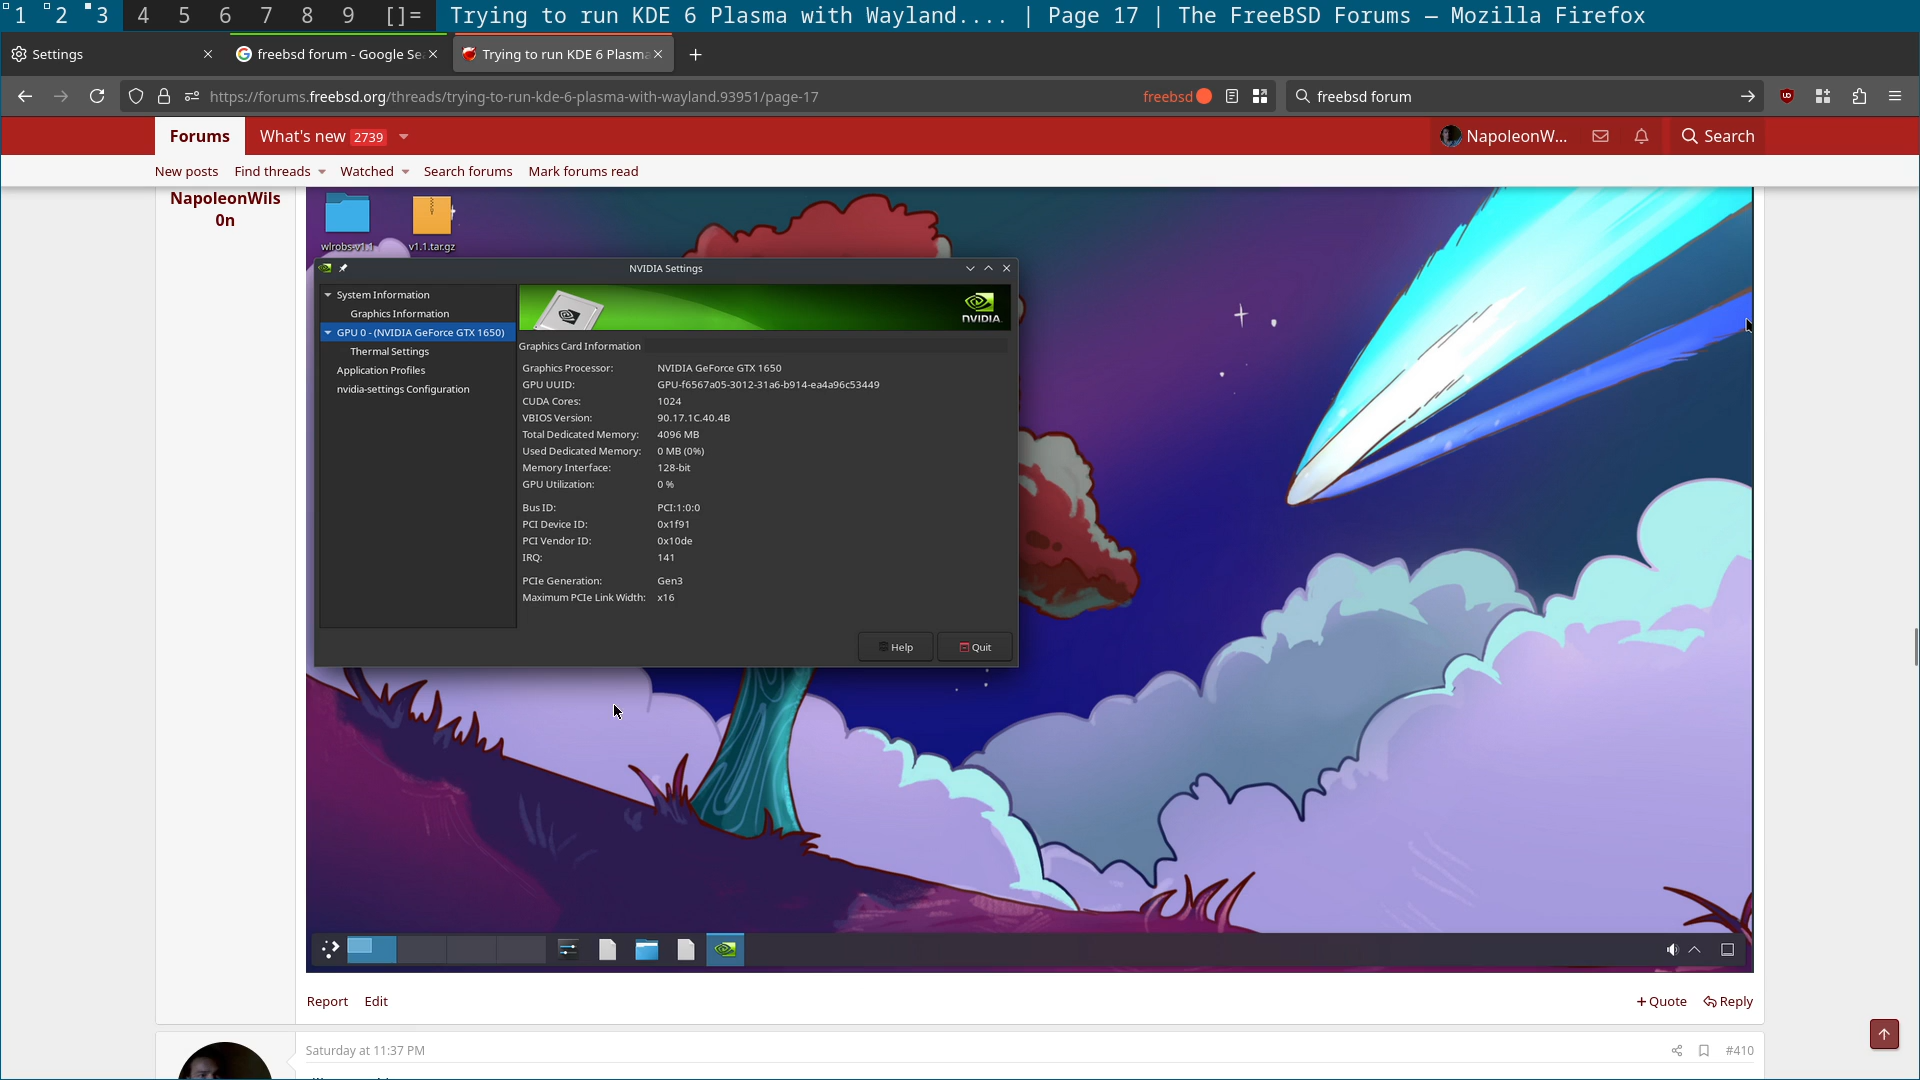 1 2 3 4 5 6 7 8 9 []= Trying to run KDE 6 Plasma with Wayland.... | Page 17 | The FreeBSD Forums — Mozilla Firefox
Settings freebsd forum - Google Se Trying to run KDE 6 Plasma
https://forums.freebsd.org/threads/trying-to-run-kde-6-plasma-with-wayland.93951/page-17 freebsd freebsd forum
Forums What's new 2739 NapoleonW... Search
New posts Find threads Watched Search forums Mark forums read
NapoleonWils
0n
wlrobs-v1.1 v1.1.tar.gz
NVIDIA Settings
System Information
Graphics Information
GPU 0 - (NVIDIA GeForce GTX 1650)
Thermal Settings
Application Profiles
nvidia-settings Configuration
NVIDIA.
Graphics Card Information
Graphics Processor: NVIDIA GeForce GTX 1650
GPU UUID: GPU-f6567a05-3012-31a6-b914-ea4a96c53449
CUDA Cores: 1024
VBIOS Version: 90.17.1C.40.4B
Total Dedicated Memory: 4096 MB
Used Dedicated Memory: 0 MB (0%)
Memory Interface: 128-bit
GPU Utilization: 0 %
Bus ID: PCI:1:0:0
PCI Device ID: 0x1f91
PCI Vendor ID: 0x10de
IRQ: 141
PCIe Generation: Gen3
Maximum PCIe Link Width: x16
Help Quit
Report Edit + Quote Reply
Saturday at 11:37 PM #410